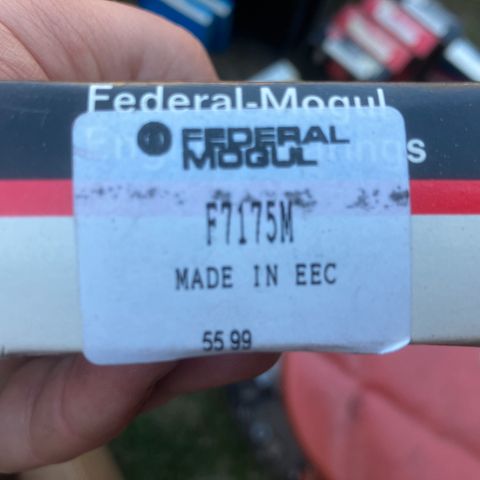 Federal-Mogul
FEDERAL
MOGUL
F7175M
MADE IN EEC
55 99